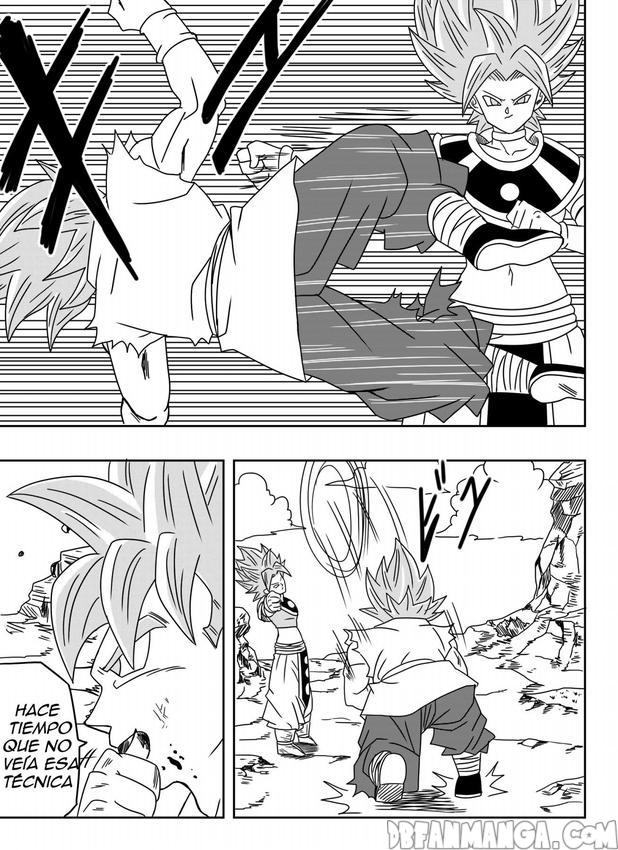 HACE
TIEMPO
QUE NO
VEÍA ESA
TÉCNICA
DBFANMANGA.COM